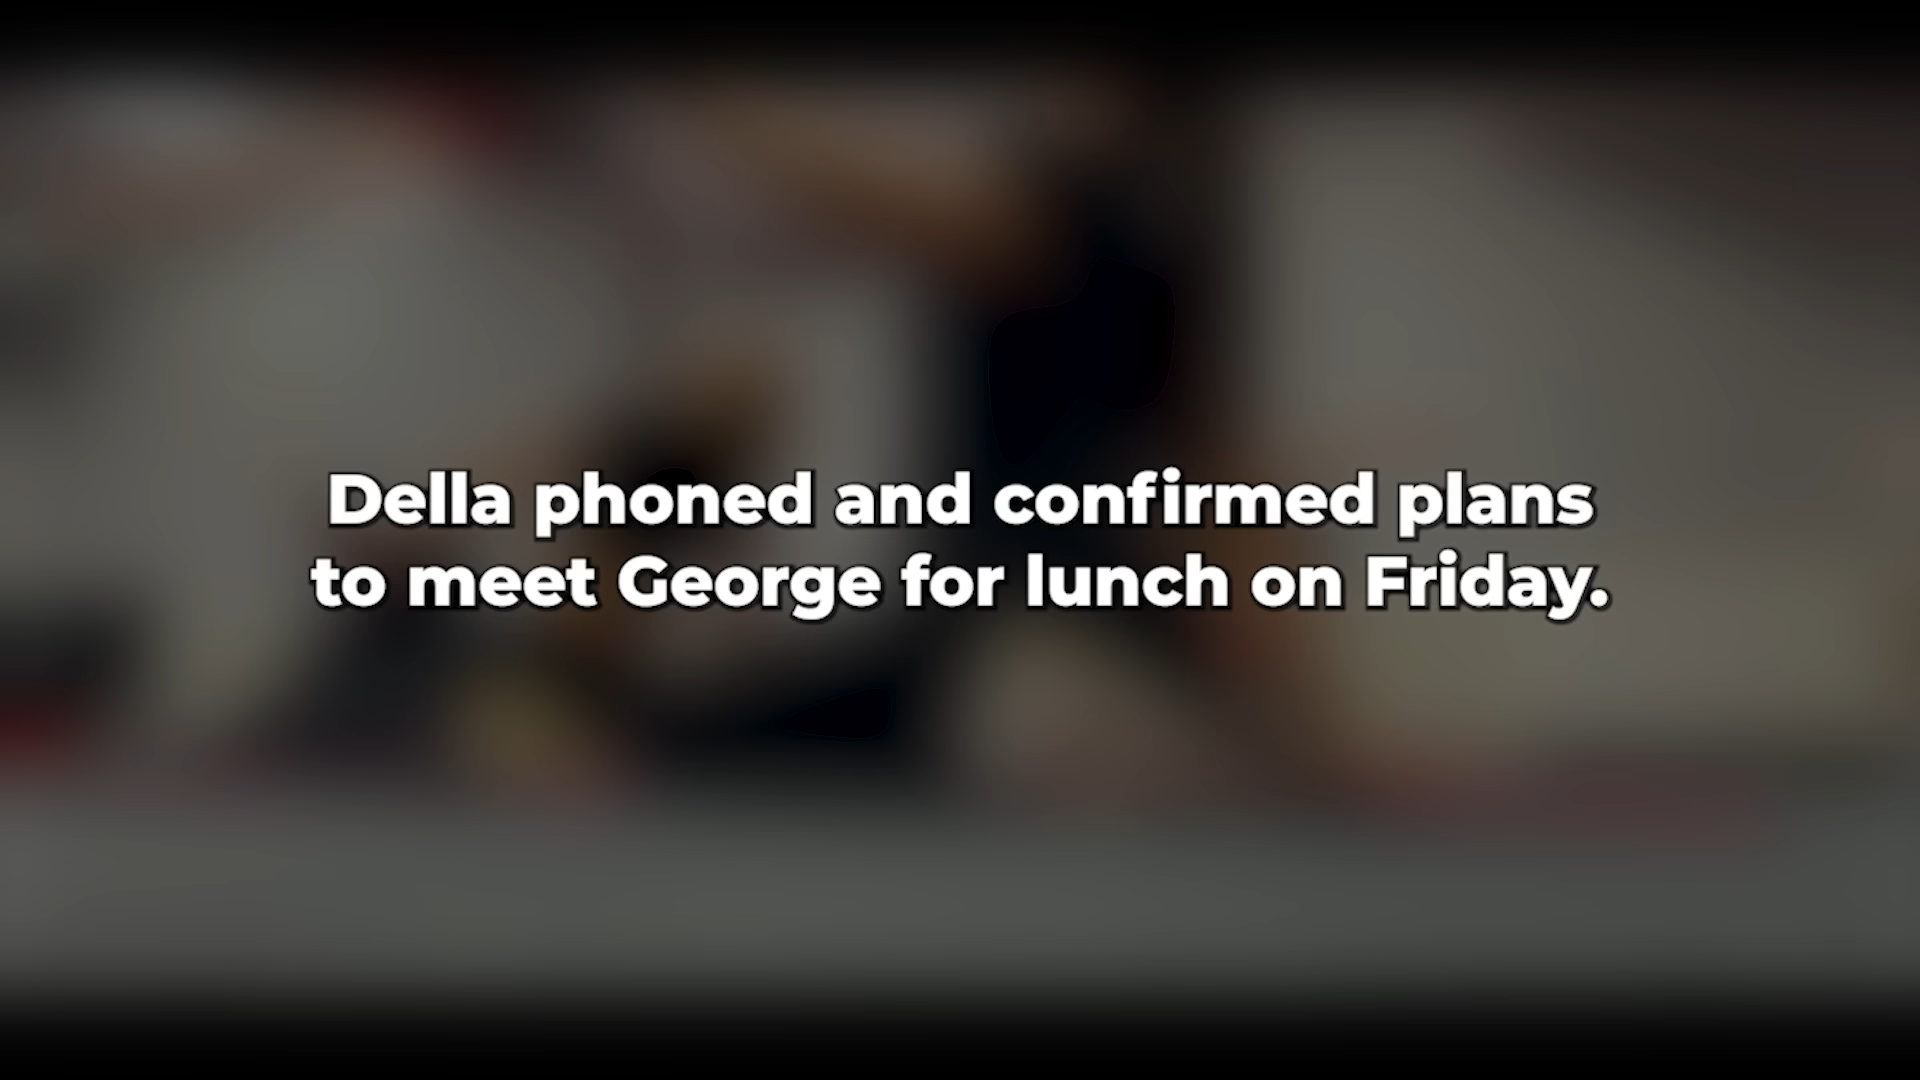 Della phoned and confirmed plans
to meet George for lunch on Friday.